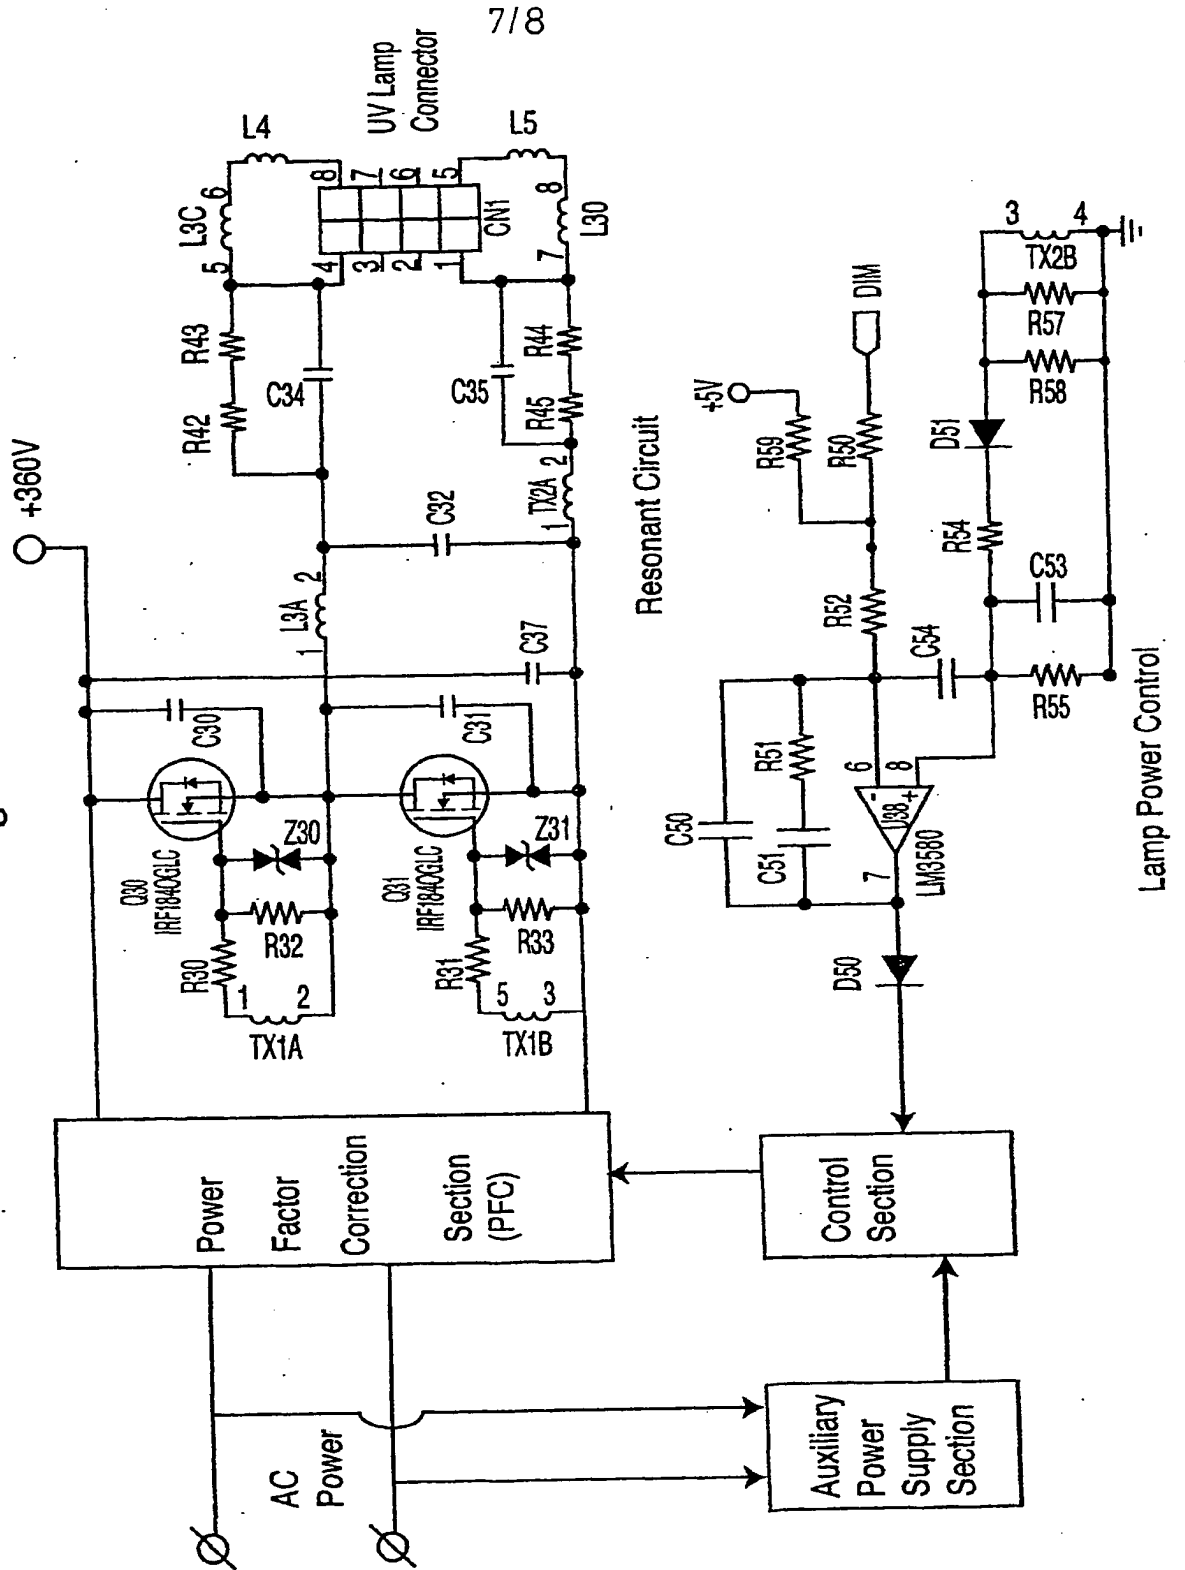 7/8
+360V
UV Lamp
Connector
L4
L3C
5
6
R43
R42
C34
8
7
6
5
4
3
2
1
CN1
L5
8
L30
7
C35
R44
R45
TX2A
1
2
C32
L3A
1
2
C37
C30
C31
Q30
IRF1840GLC
Z30
R32
R30
1
2
TX1A
Q31
IRF1840GLC
Z31
R33
R31
5
3
TX1B
Resonant Circuit
Power
Factor
Correction
Section
(PFC)
AC
Power
Auxiliary
Power
Supply
Section
Control
Section
D50
7
U38
LM3580
6
-
8
+
C50
C51
R51
R52
C54
R55
C53
R54
D51
R59
+5V
R50
DIM
R58
R57
TX2B
3
4
Lamp Power Control